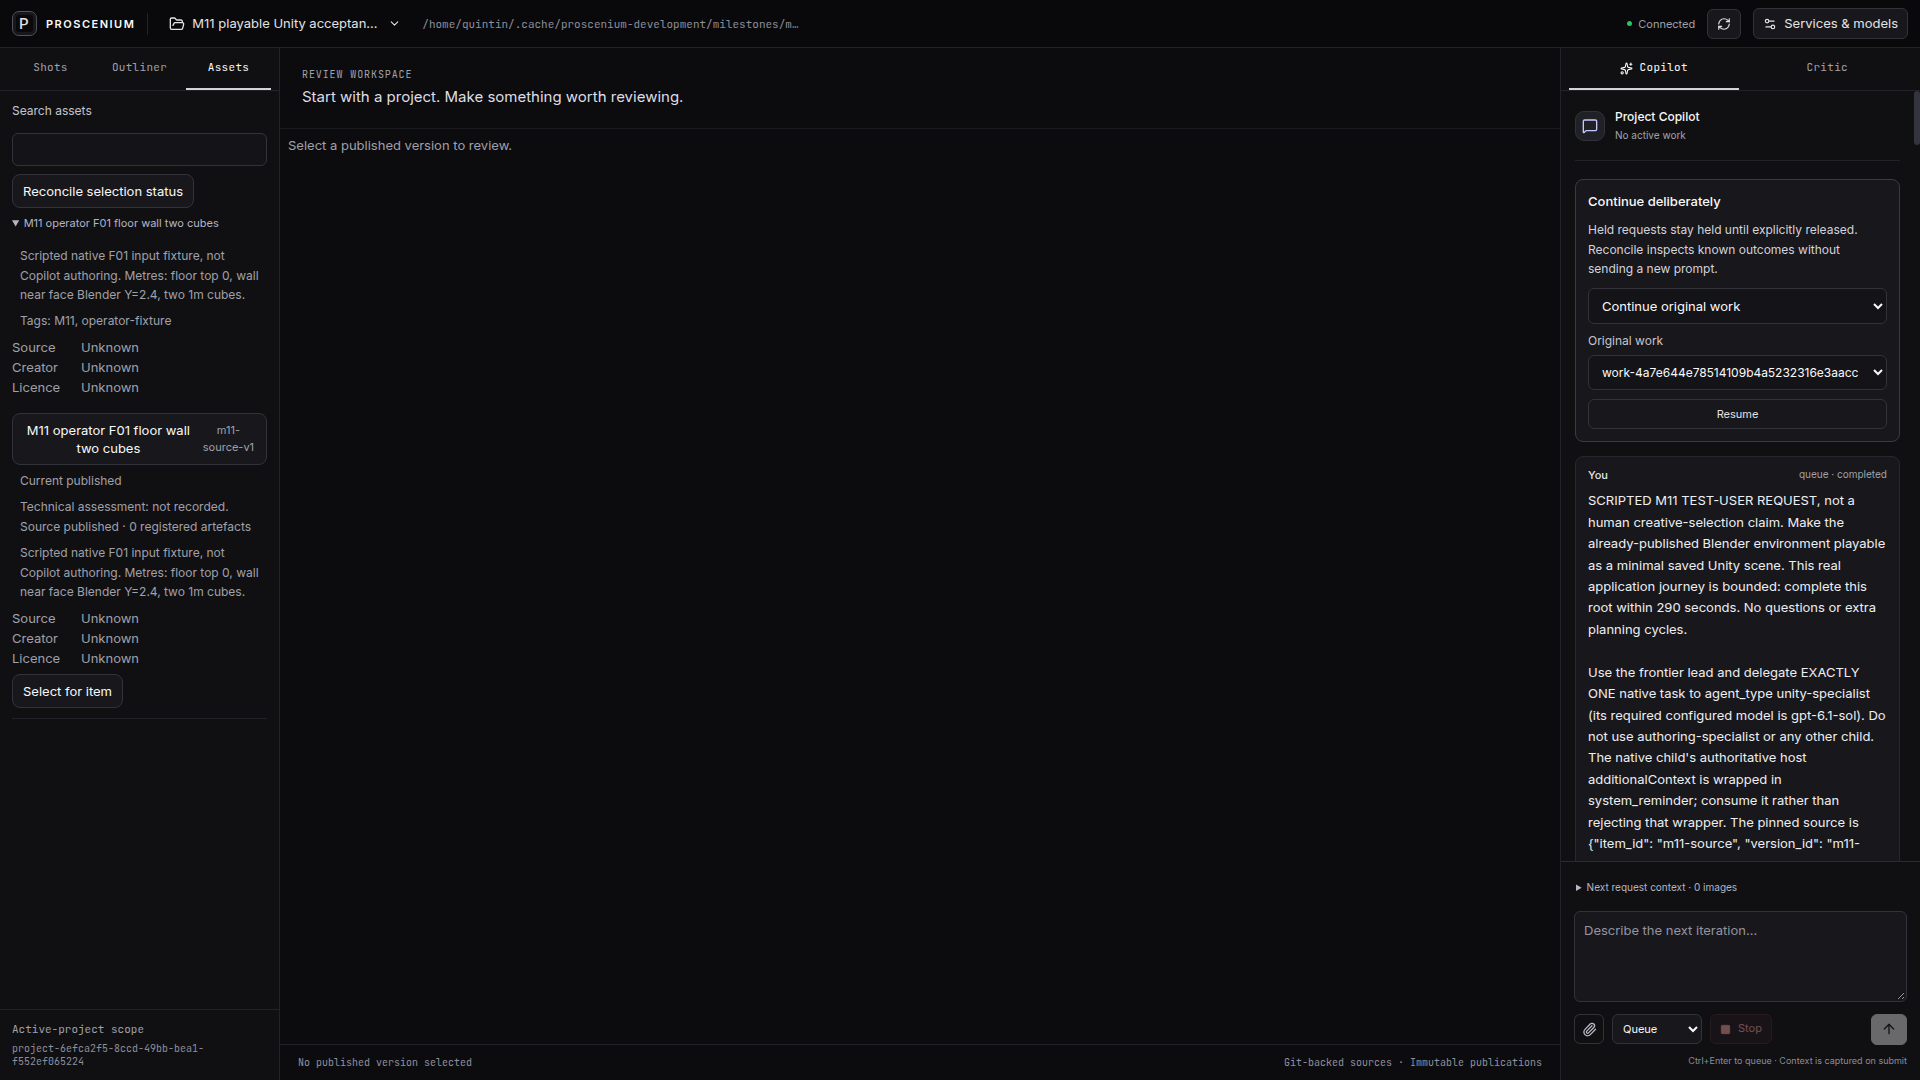 P PROSCENIUM
M11 playable Unity acceptan...
/home/quintin/.cache/proscenium-development/milestones/m…
Connected
Services & models
Shots Outliner Assets
Search assets
Reconcile selection status
▼ M11 operator F01 floor wall two cubes
Scripted native F01 input fixture, not
Copilot authoring. Metres: floor top 0, wall
near face Blender Y=2.4, two 1m cubes.
Tags: M11, operator-fixture
Source Unknown
Creator Unknown
Licence Unknown
M11 operator F01 floor wall
two cubes
m11-
source-v1
Current published
Technical assessment: not recorded.
Source published · 0 registered artefacts
Scripted native F01 input fixture, not
Copilot authoring. Metres: floor top 0, wall
near face Blender Y=2.4, two 1m cubes.
Source Unknown
Creator Unknown
Licence Unknown
Select for item
Active-project scope
project-6efca2f5-8ccd-49bb-bea1-
f552ef065224
REVIEW WORKSPACE
Start with a project. Make something worth reviewing.
Select a published version to review.
No published version selected
Git-backed sources · Immutable publications
Copilot Critic
Project Copilot
No active work
Continue deliberately
Held requests stay held until explicitly released.
Reconcile inspects known outcomes without
sending a new prompt.
Continue original work
Original work
work-4a7e644e78514109b4a5232316e3aacc
Resume
You queue · completed
SCRIPTED M11 TEST-USER REQUEST, not a
human creative-selection claim. Make the
already-published Blender environment playable
as a minimal saved Unity scene. This real
application journey is bounded: complete this
root within 290 seconds. No questions or extra
planning cycles.
Use the frontier lead and delegate EXACTLY
ONE native task to agent_type unity-specialist
(its required configured model is gpt-6.1-sol). Do
not use authoring-specialist or any other child.
The native child's authoritative host
additionalContext is wrapped in
system_reminder; consume it rather than
rejecting that wrapper. The pinned source is
{"item_id": "m11-source", "version_id": "m11-
▶ Next request context · 0 images
Describe the next iteration...
Queue
Stop
Ctrl+Enter to queue · Context is captured on submit